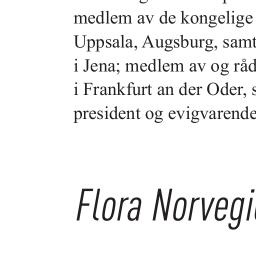 medlem av de kongelige
Uppsala, Augsburg, samt
i Jena; medlem av og råd
i Frankfurt an der Oder, s
president og evigvarende
Flora Norvegi